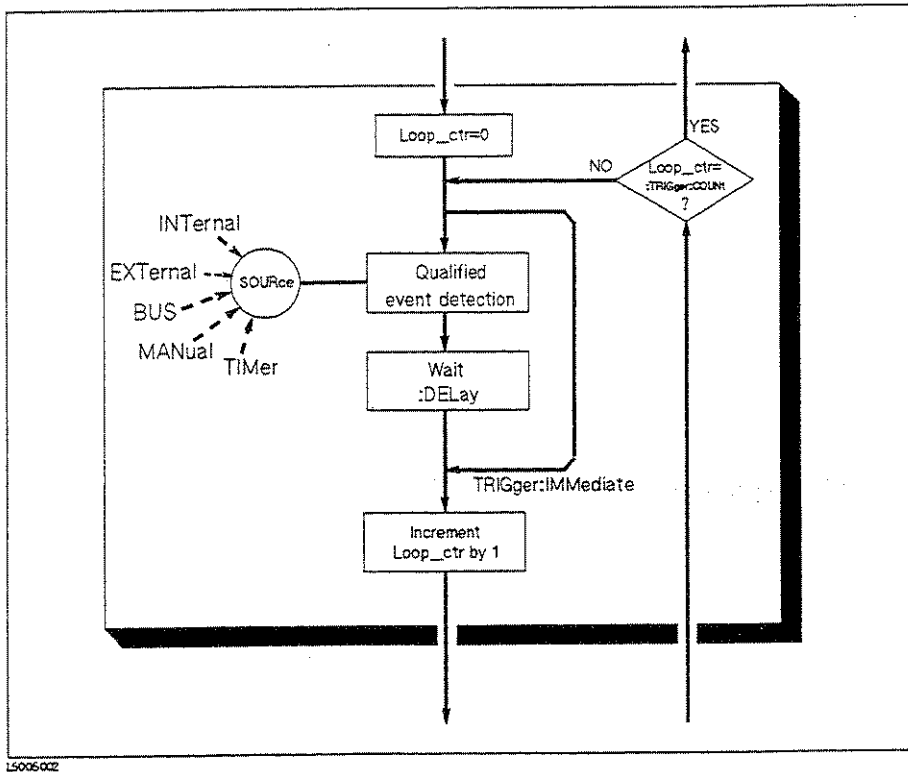 Loop_ctr=0
YES
NO
Loop_ctr=
:TRIGger:COUNt
?
INTernal
EXTernal
BUS
MANual
TIMer
SOURce
Qualified
event detection
Wait
:DELay
TRIGger:IMMediate
Increment
Loop_ctr by 1
L5006002